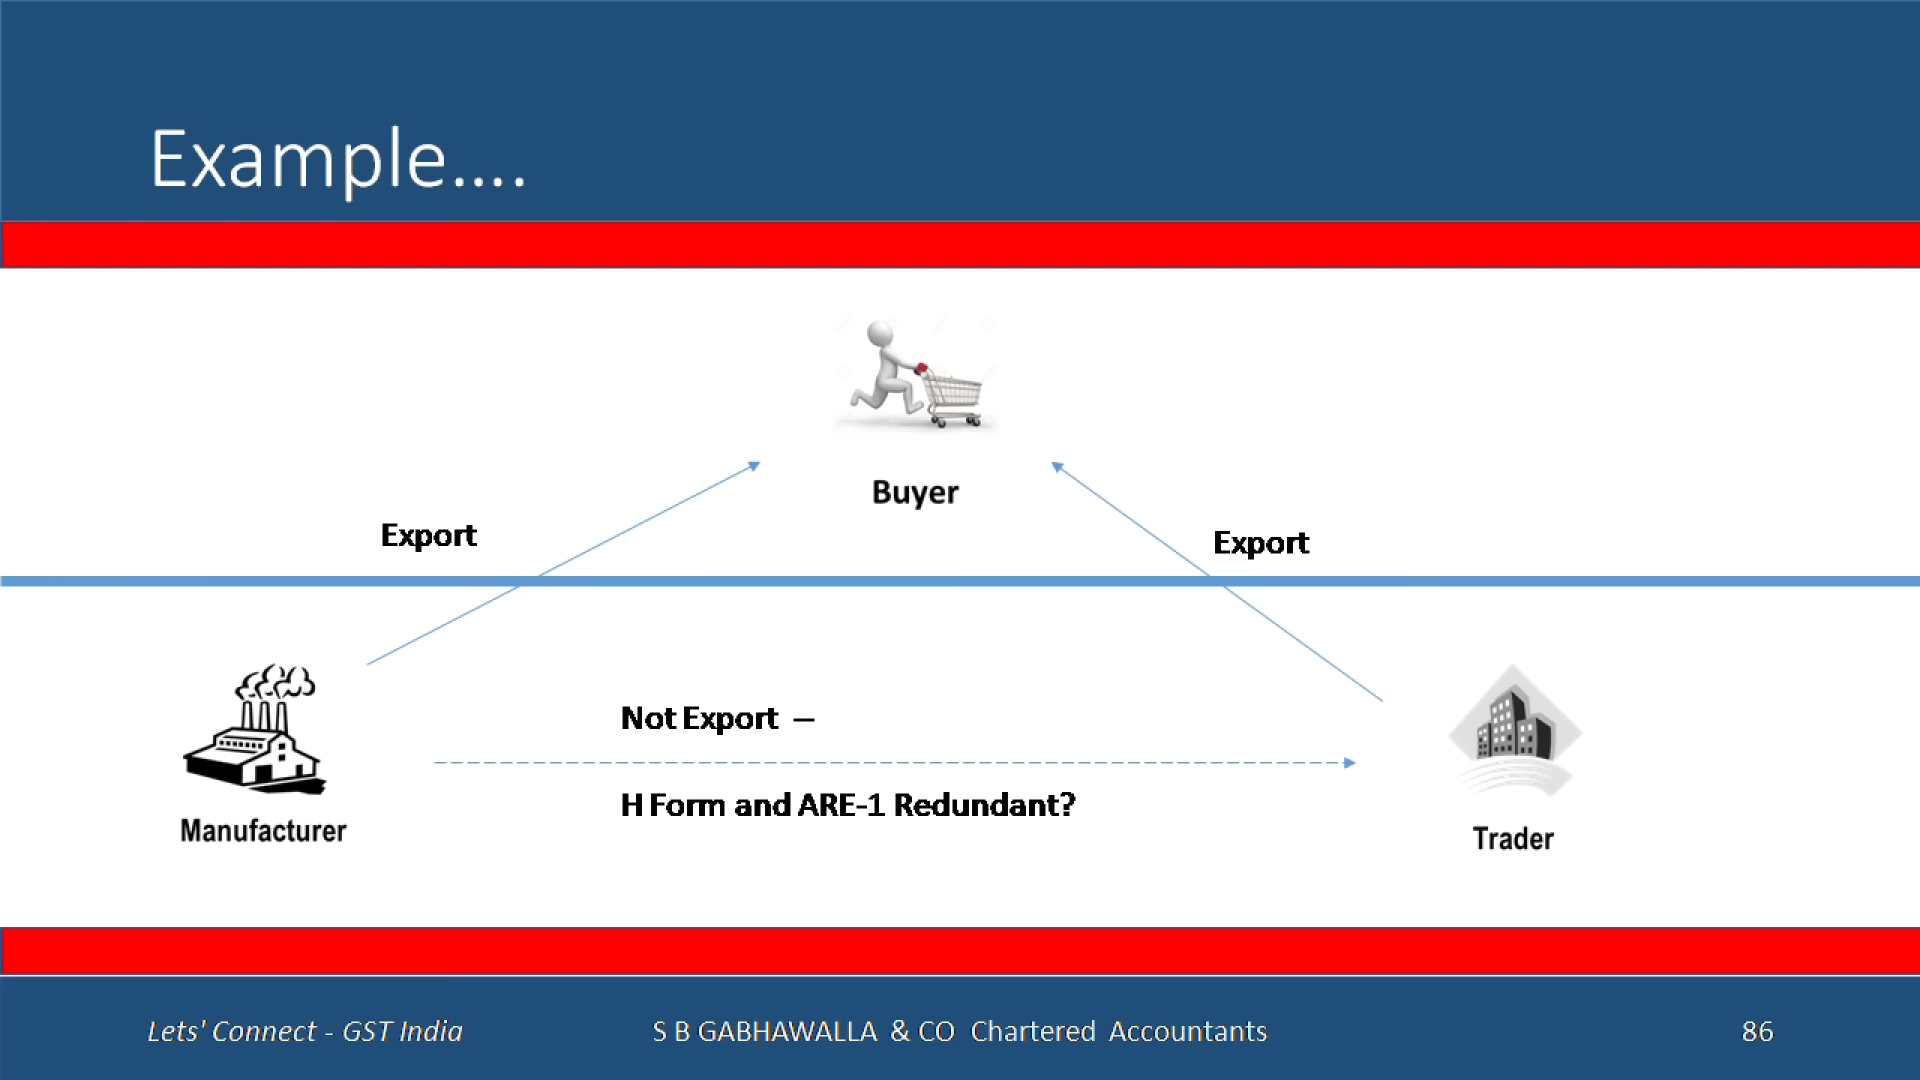 Example....
Buyer
Export
Export
Not Export –
H Form and ARE-1 Redundant?
Manufacturer
Trader
Lets' Connect - GST India
S B GABHAWALLA & CO Chartered Accountants
86